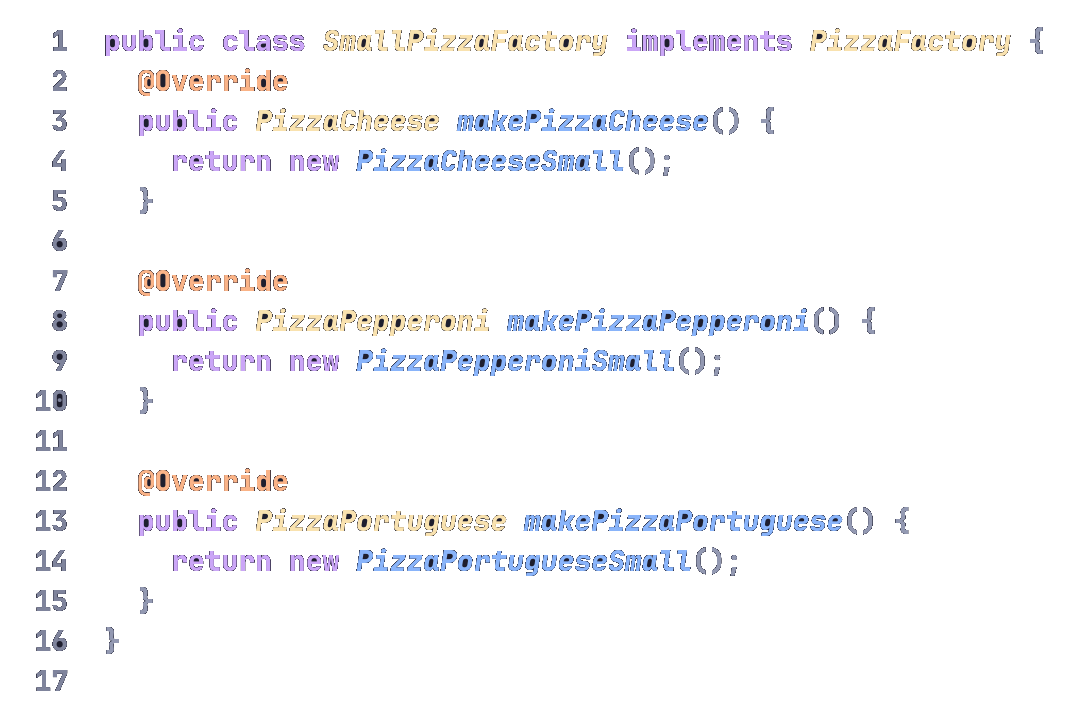 1 public class SmallPizzaFactory implements PizzaFactory {
2   @Override
3   public PizzaCheese makePizzaCheese() {
4     return new PizzaCheeseSmall();
5   }
6
7   @Override
8   public PizzaPepperoni makePizzaPepperoni() {
9     return new PizzaPepperoniSmall();
10   }
11
12   @Override
13   public PizzaPortuguese makePizzaPortuguese() {
14     return new PizzaPortugueseSmall();
15   }
16 }
17